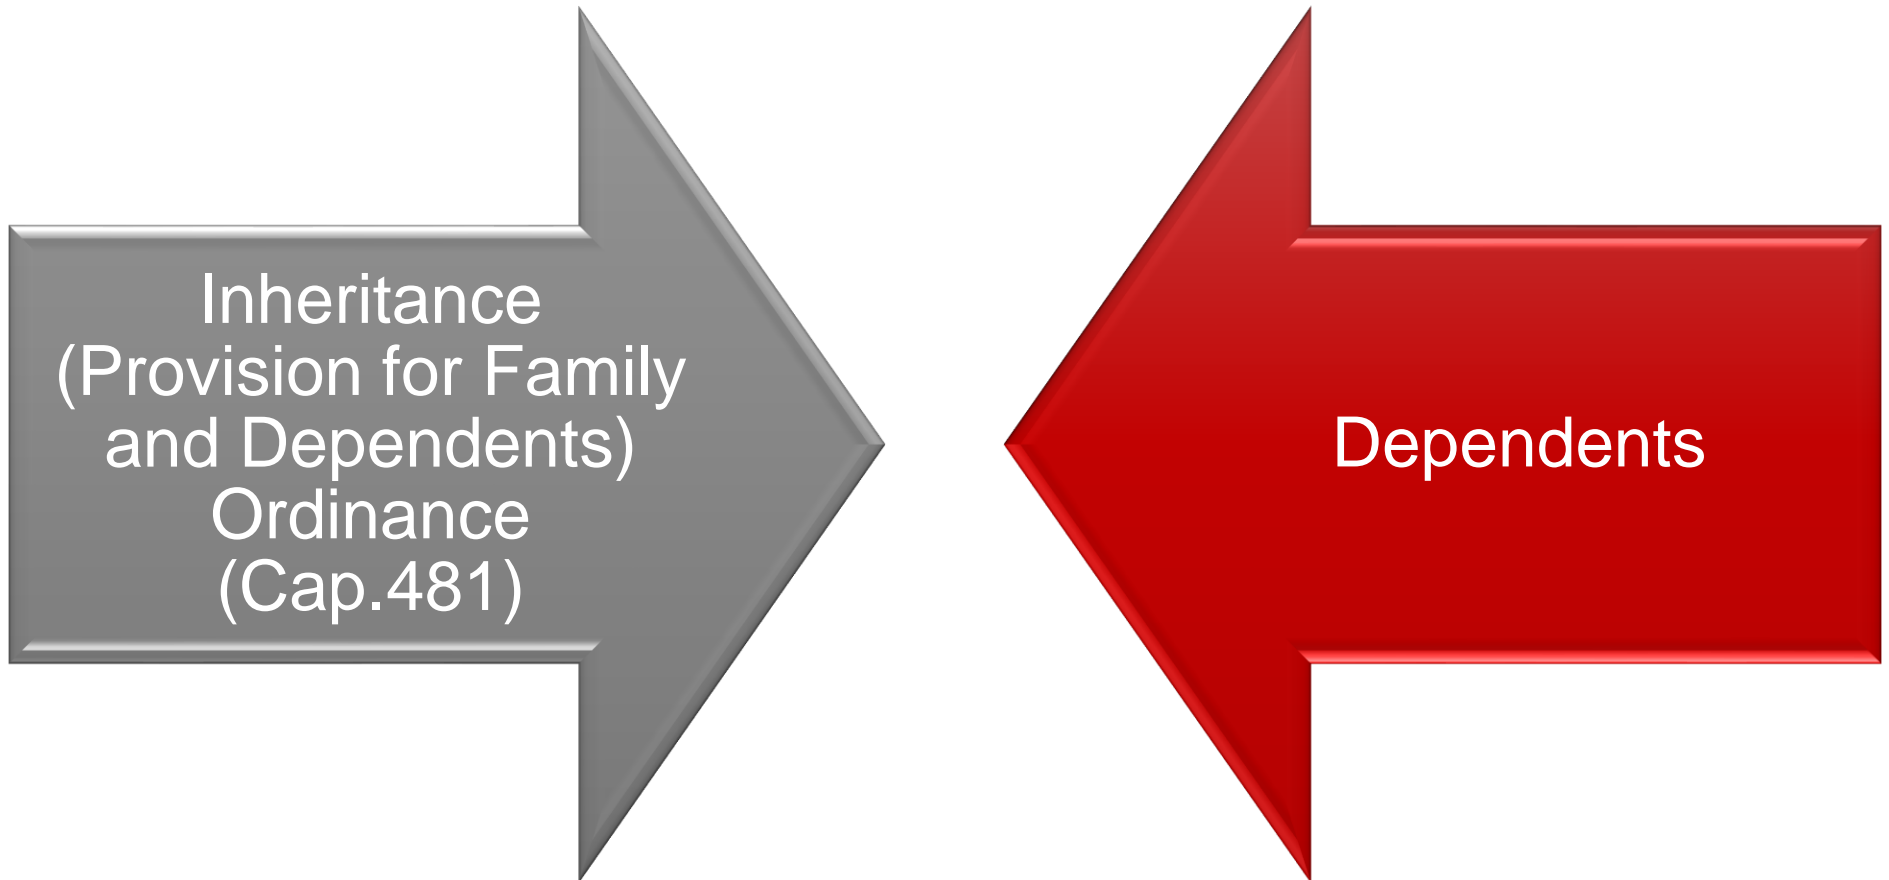 Inheritance
(Provision for Family
and Dependents)
Ordinance
(Cap.481)
Dependents